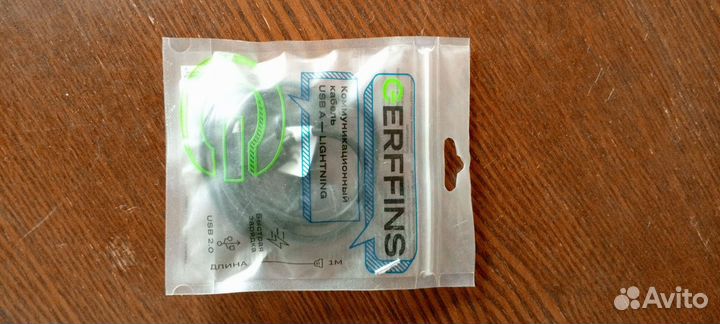 GERFFINS
Коммуникационный
кабель
USB A — LIGHTNING
Быстрая
зарядка
USB 2.0
ДЛИНА
1М
Avito